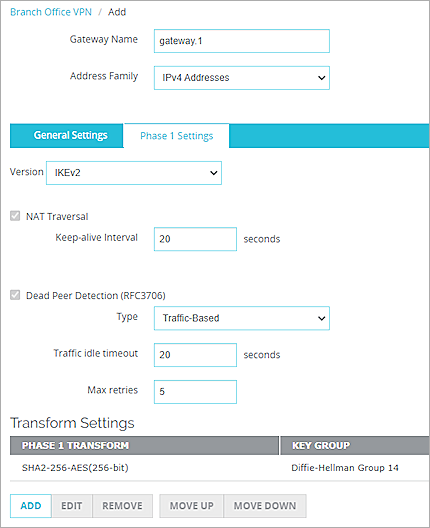 Branch Office VPN / Add
Gateway Name gateway.1
Address Family IPv4 Addresses
General Settings Phase 1 Settings
Version IKEv2
NAT Traversal
Keep-alive Interval 20 seconds
Dead Peer Detection (RFC3706)
Type Traffic-Based
Traffic idle timeout 20 seconds
Max retries 5
Transform Settings
PHASE 1 TRANSFORM KEY GROUP
SHA2-256-AES(256-bit) Diffie-Hellman Group 14
ADD EDIT REMOVE MOVE UP MOVE DOWN